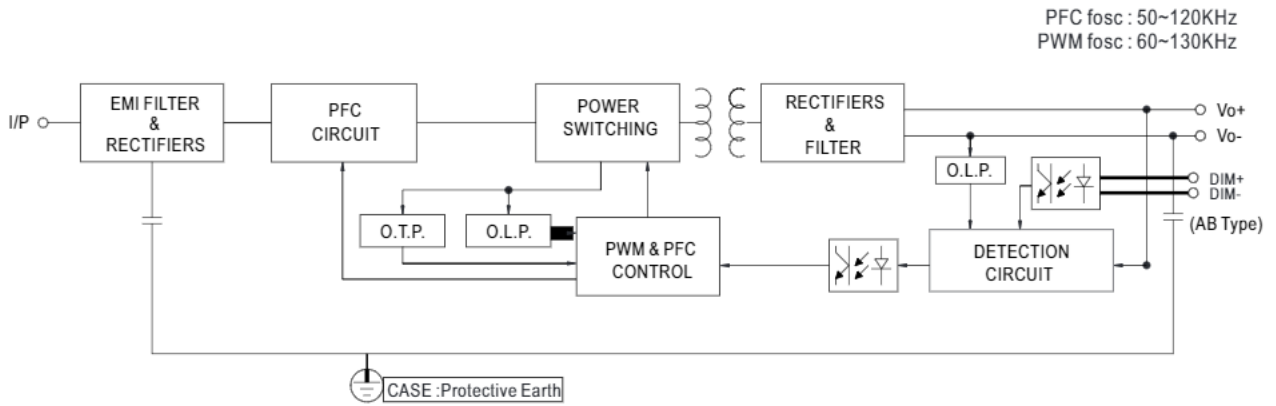 PFC fosc : 50~120KHz
PWM fosc : 60~130KHz
I/P
EMI FILTER
&
RECTIFIERS
PFC
CIRCUIT
POWER
SWITCHING
RECTIFIERS
&
FILTER
Vo+
Vo-
O.L.P.
DIM+
DIM-
(AB Type)
O.T.P.
O.L.P.
PWM & PFC
CONTROL
DETECTION
CIRCUIT
CASE :Protective Earth